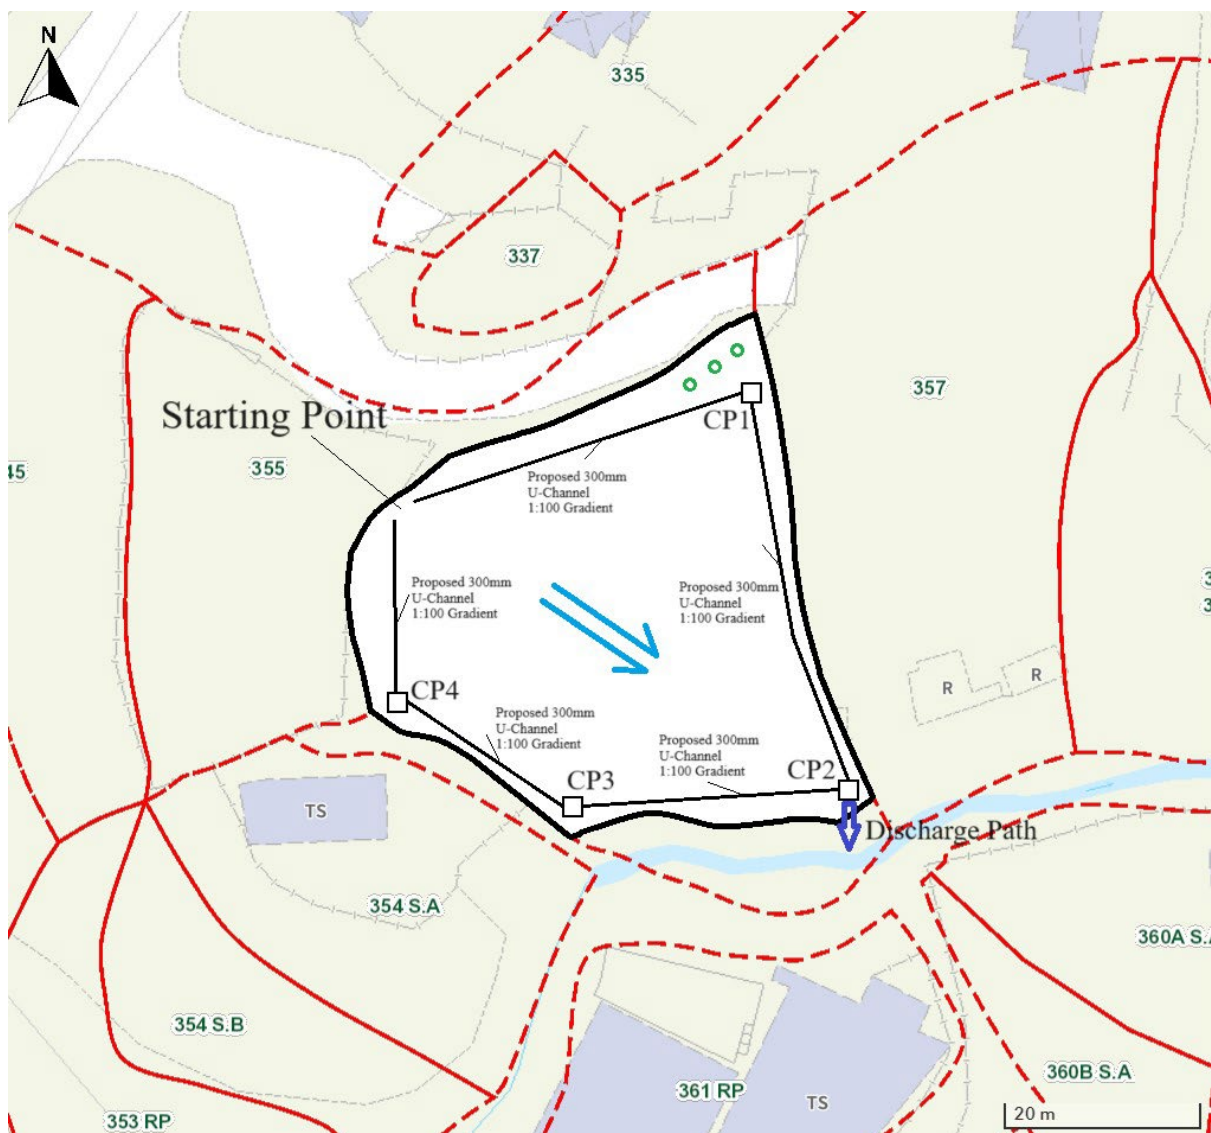 N
335
337
357
Starting Point
CP1
45
355
Proposed 300mm
U-Channel
1:100 Gradient
Proposed 300mm
U-Channel
1:100 Gradient
Proposed 300mm
U-Channel
1:100 Gradient
3
3
R
R
CP4
Proposed 300mm
U-Channel
1:100 Gradient
Proposed 300mm
U-Channel
1:100 Gradient
CP3
CP2
TS
Discharge Path
354 S.A
360A S.
354 S.B
360B S.A
361 RP
TS
353 RP
20 m